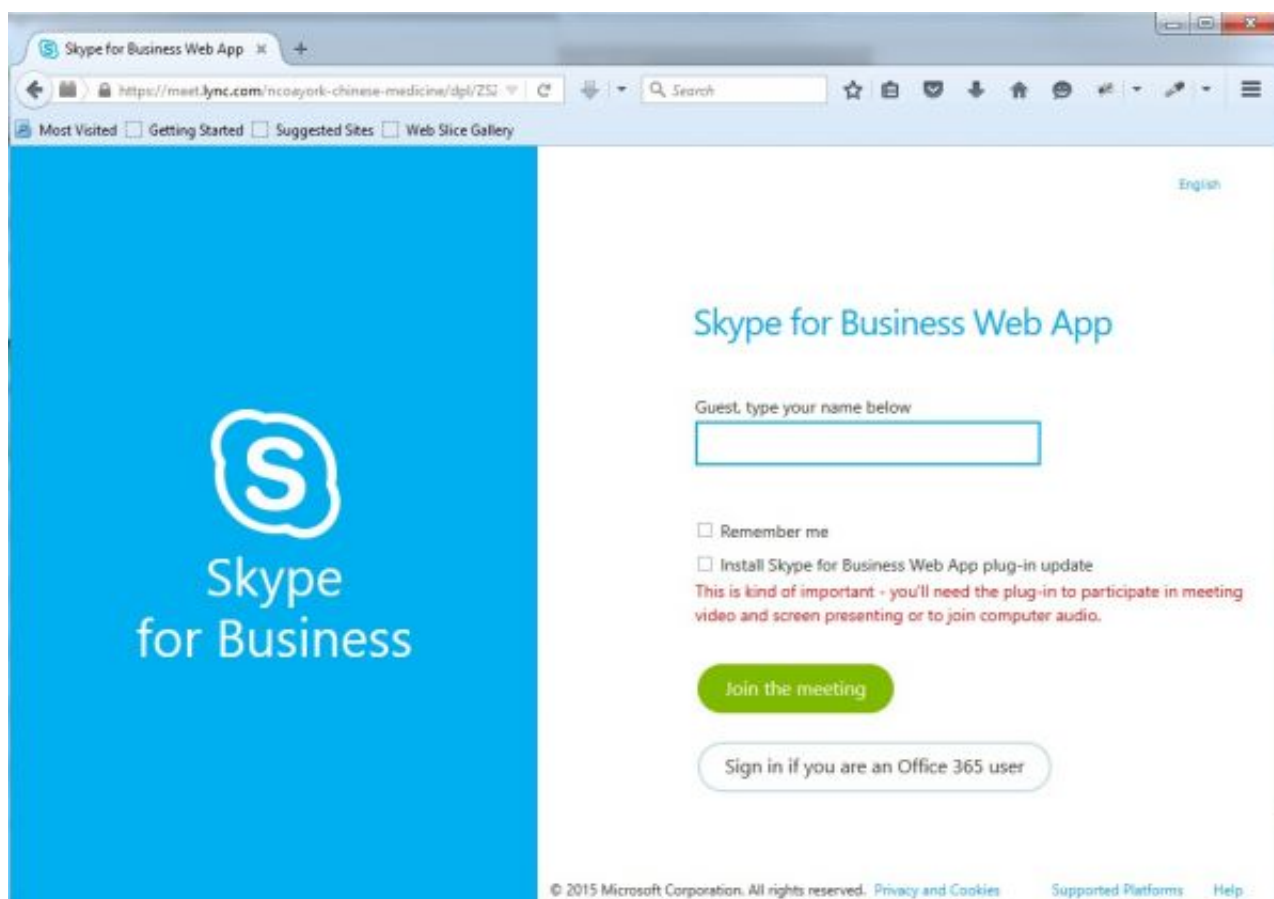 Skype for Business Web App
https://meet.lync.com/ncoayork-chinese-medicine/dpl/ZSJ
Search
Most Visited Getting Started Suggested Sites Web Slice Gallery
English
Skype for Business Web App
Guest, type your name below
Remember me
Install Skype for Business Web App plug-in update
This is kind of important - you'll need the plug-in to participate in meeting
video and screen presenting or to join computer audio.
Join the meeting
Sign in if you are an Office 365 user
S
Skype
for Business
© 2015 Microsoft Corporation. All rights reserved. Privacy and Cookies Supported Platforms Help